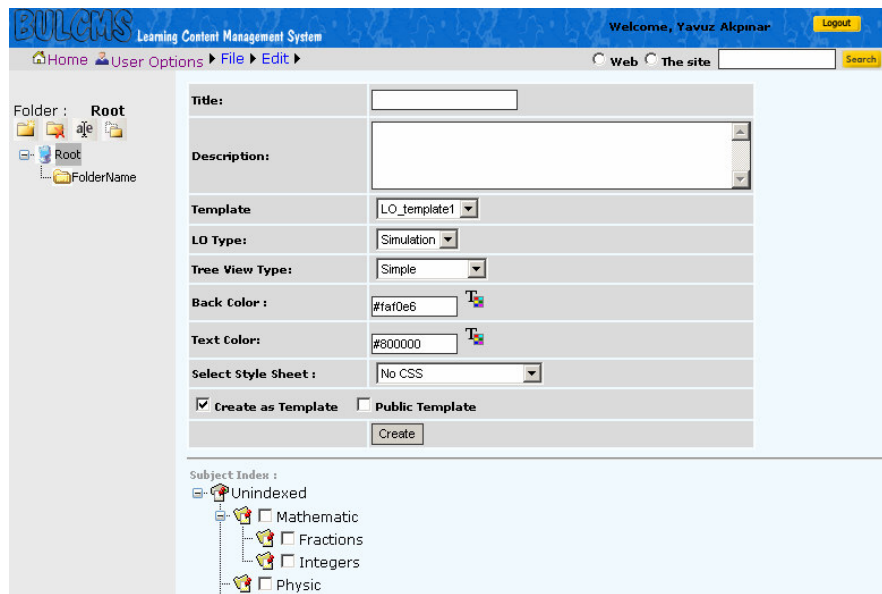 BULCMS Learning Content Management System Welcome, Yavuz Akpınar Logout
Home User Options File Edit Web The site Search
Folder : Root
aĮe
Root
FolderName
Title:
Description:
Template LO_template1
LO Type: Simulation
Tree View Type: Simple
Back Color : #faf0e6 T
Text Color: #800000 T
Select Style Sheet : No CSS
Create as Template Public Template
Create
Subject Index :
Unindexed
Mathematic
Fractions
Integers
Physic